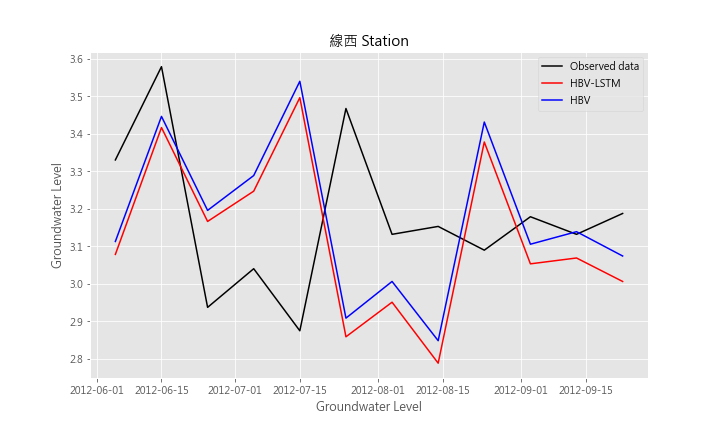 線西 Station
Observed data
HBV-LSTM
HBV
Groundwater Level
3.6
3.5
3.4
3.3
3.2
3.1
3.0
2.9
2.8
2012-06-01 2012-06-15 2012-07-01 2012-07-15 2012-08-01 2012-08-15 2012-09-01 2012-09-15
Groundwater Level